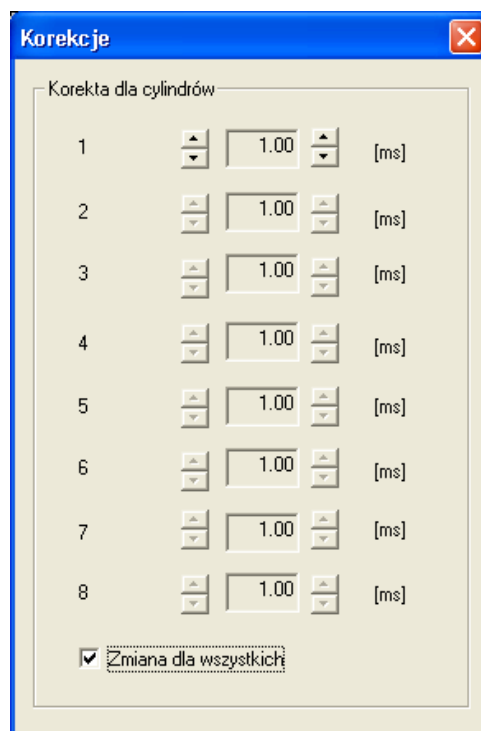 Korekcje
Korekta dla cylindrów
1 1.00 [ms]
2 1.00 [ms]
3 1.00 [ms]
4 1.00 [ms]
5 1.00 [ms]
6 1.00 [ms]
7 1.00 [ms]
8 1.00 [ms]
Zmiana dla wszystkich